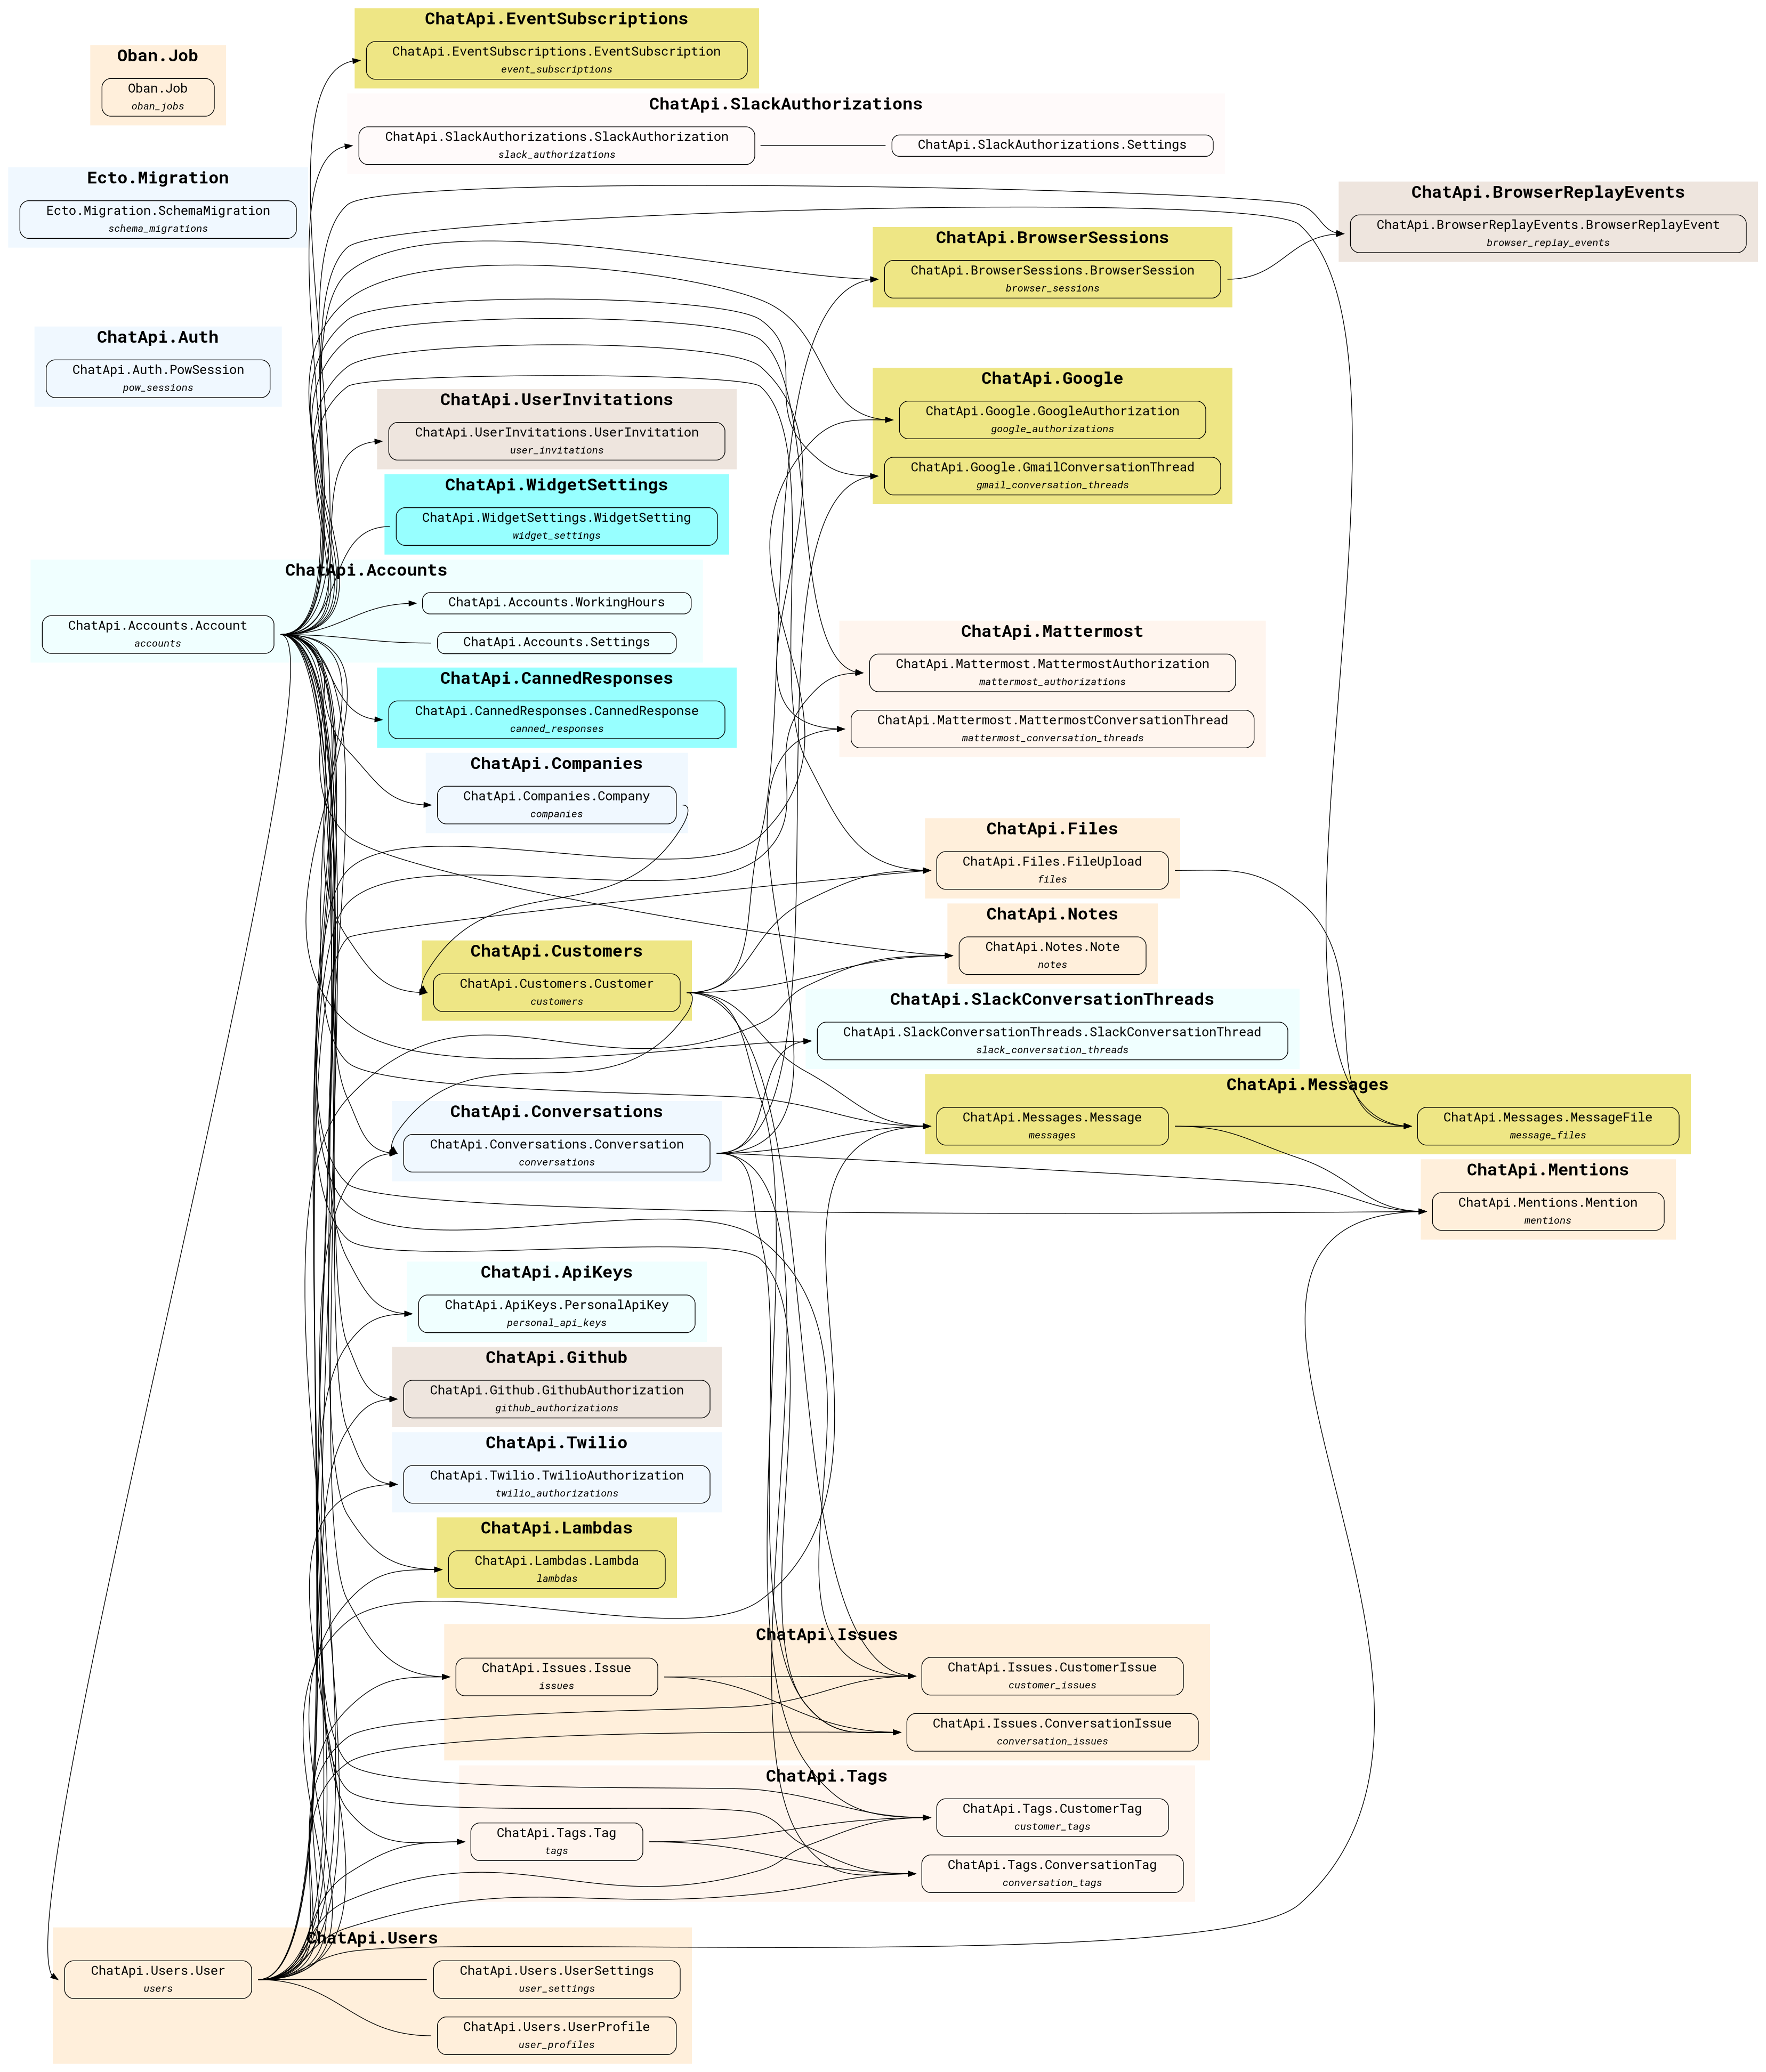 ChatApi.EventSubscriptions
ChatApi.EventSubscriptions.EventSubscription
event_subscriptions
Oban.Job
Oban.Job
oban_jobs
ChatApi.SlackAuthorizations
ChatApi.SlackAuthorizations.SlackAuthorization
slack_authorizations
ChatApi.SlackAuthorizations.Settings
Ecto.Migration
Ecto.Migration.SchemaMigration
schema_migrations
ChatApi.BrowserReplayEvents
ChatApi.BrowserReplayEvents.BrowserReplayEvent
browser_replay_events
ChatApi.BrowserSessions
ChatApi.BrowserSessions.BrowserSession
browser_sessions
ChatApi.Auth
ChatApi.Auth.PowSession
pow_sessions
ChatApi.Google
ChatApi.Google.GoogleAuthorization
google_authorizations
ChatApi.Google.GmailConversationThread
gmail_conversation_threads
ChatApi.UserInvitations
ChatApi.UserInvitations.UserInvitation
user_invitations
ChatApi.WidgetSettings
ChatApi.WidgetSettings.WidgetSetting
widget_settings
ChatApi.Accounts
ChatApi.Accounts.Account
accounts
ChatApi.Accounts.WorkingHours
ChatApi.Accounts.Settings
ChatApi.Mattermost
ChatApi.Mattermost.MattermostAuthorization
mattermost_authorizations
ChatApi.Mattermost.MattermostConversationThread
mattermost_conversation_threads
ChatApi.CannedResponses
ChatApi.CannedResponses.CannedResponse
canned_responses
ChatApi.Companies
ChatApi.Companies.Company
companies
ChatApi.Files
ChatApi.Files.FileUpload
files
ChatApi.Notes
ChatApi.Notes.Note
notes
ChatApi.Customers
ChatApi.Customers.Customer
customers
ChatApi.SlackConversationThreads
ChatApi.SlackConversationThreads.SlackConversationThread
slack_conversation_threads
ChatApi.Messages
ChatApi.Messages.Message
messages
ChatApi.Messages.MessageFile
message_files
ChatApi.Conversations
ChatApi.Conversations.Conversation
conversations
ChatApi.Mentions
ChatApi.Mentions.Mention
mentions
ChatApi.ApiKeys
ChatApi.ApiKeys.PersonalApiKey
personal_api_keys
ChatApi.Github
ChatApi.Github.GithubAuthorization
github_authorizations
ChatApi.Twilio
ChatApi.Twilio.TwilioAuthorization
twilio_authorizations
ChatApi.Lambdas
ChatApi.Lambdas.Lambda
lambdas
ChatApi.Issues
ChatApi.Issues.Issue
issues
ChatApi.Issues.CustomerIssue
customer_issues
ChatApi.Issues.ConversationIssue
conversation_issues
ChatApi.Tags
ChatApi.Tags.Tag
tags
ChatApi.Tags.CustomerTag
customer_tags
ChatApi.Tags.ConversationTag
conversation_tags
ChatApi.Users
ChatApi.Users.User
users
ChatApi.Users.UserSettings
user_settings
ChatApi.Users.UserProfile
user_profiles